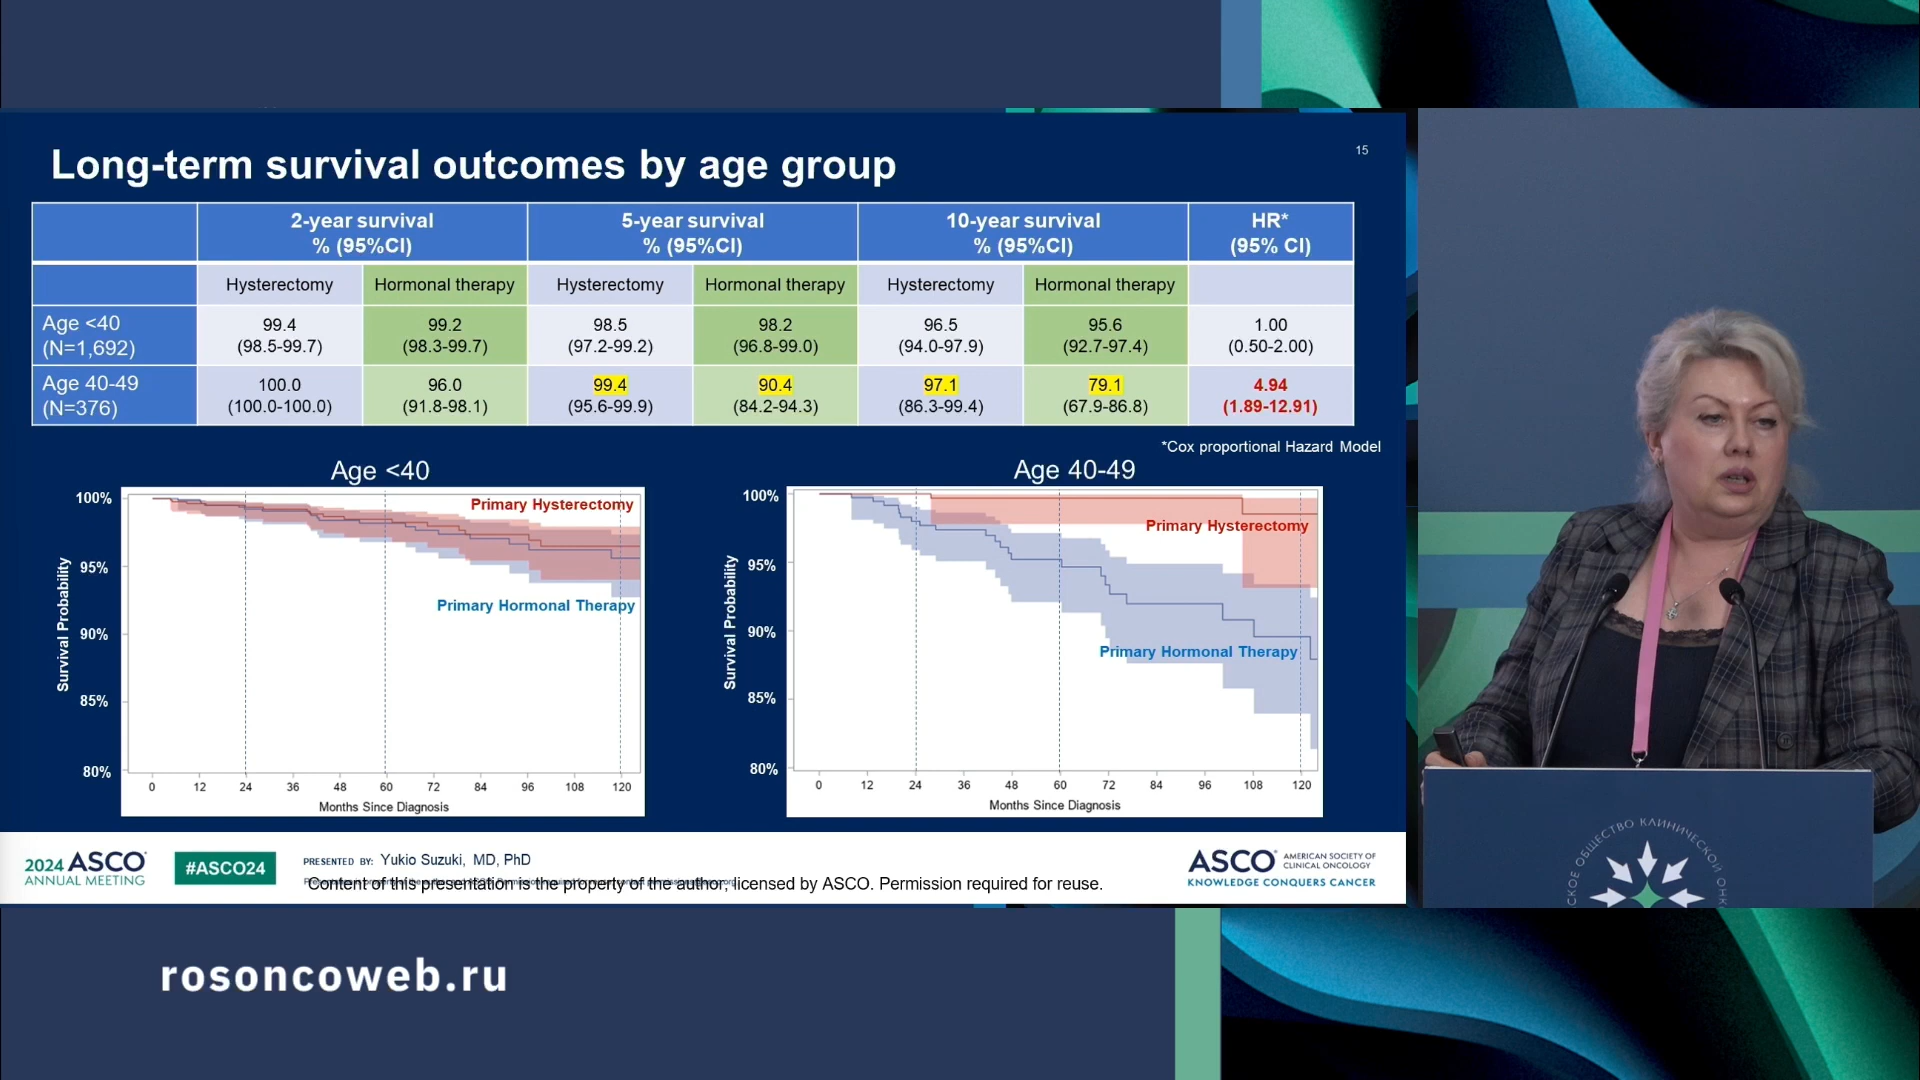 Long-term survival outcomes by age group
15
2-year survival
% (95%CI)
5-year survival
% (95%CI)
10-year survival
% (95%CI)
HR*
(95% CI)
Hysterectomy
Hormonal therapy
Hysterectomy
Hormonal therapy
Hysterectomy
Hormonal therapy
Age <40
(N=1,692)
99.4
(98.5-99.7)
99.2
(98.3-99.7)
98.5
(97.2-99.2)
98.2
(96.8-99.0)
96.5
(94.0-97.9)
95.6
(92.7-97.4)
1.00
(0.50-2.00)
Age 40-49
(N=376)
100.0
(100.0-100.0)
96.0
(91.8-98.1)
99.4
(95.6-99.9)
90.4
(84.2-94.3)
97.1
(86.3-99.4)
79.1
(67.9-86.8)
4.94
(1.89-12.91)
*Cox proportional Hazard Model
Age <40
100%
95%
90%
85%
80%
Survival Probability
Primary Hysterectomy
Primary Hormonal Therapy
0 12 24 36 48 60 72 84 96 108 120
Months Since Diagnosis
Age 40-49
100%
95%
90%
85%
80%
Survival Probability
Primary Hysterectomy
Primary Hormonal Therapy
0 12 24 36 48 60 72 84 96 108 120
Months Since Diagnosis
2024 ASCO
ANNUAL MEETING
#ASCO24
PRESENTED BY: Yukio Suzuki, MD, PhD
Content of this presentation is the property of the author, licensed by ASCO. Permission required for reuse.
ASCO AMERICAN SOCIETY OF
CLINICAL ONCOLOGY
KNOWLEDGE CONQUERS CANCER
ОБЩЕСТВО КЛИНИЧЕСКОЙ
rosoncoweb.ru